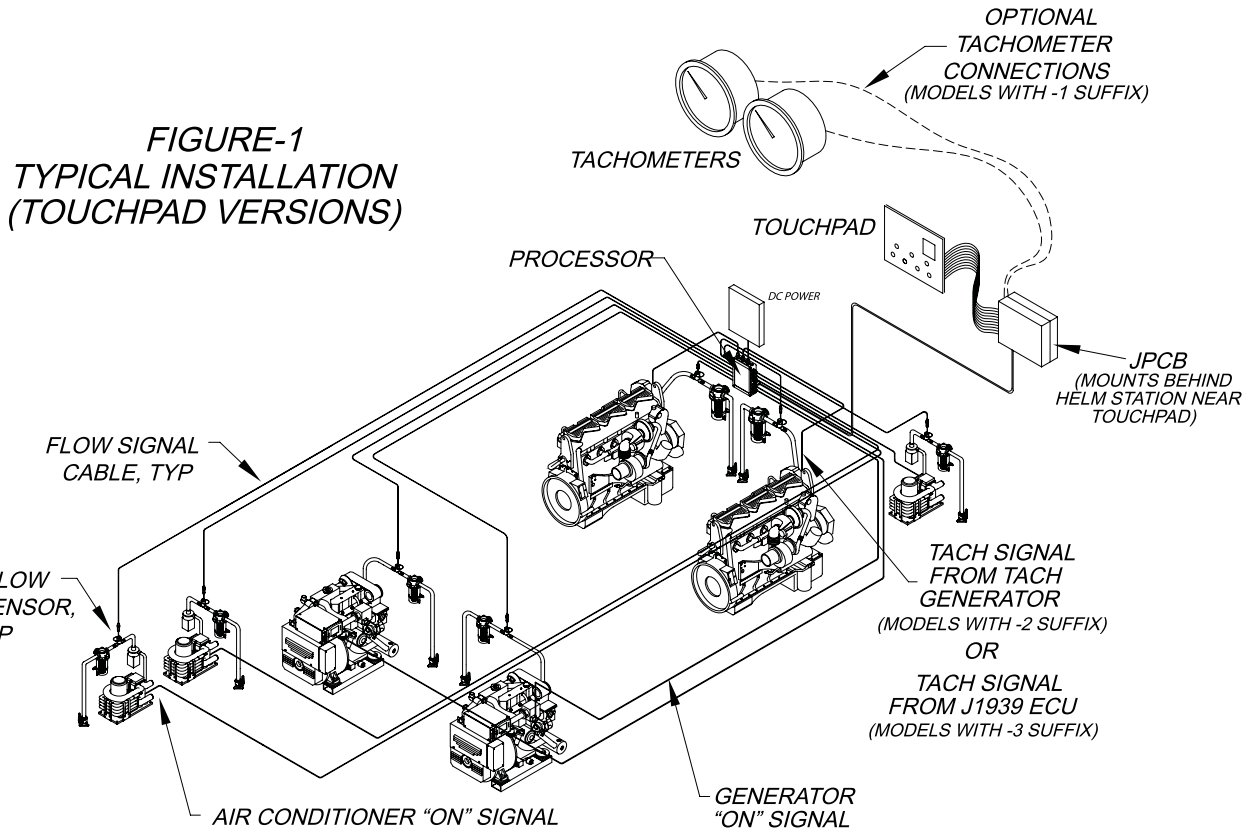 OPTIONAL
TACHOMETER
CONNECTIONS
(MODELS WITH -1 SUFFIX)
FIGURE-1
TYPICAL INSTALLATION
(TOUCHPAD VERSIONS)
TACHOMETERS
TOUCHPAD
PROCESSOR
DC POWER
JPCB
(MOUNTS BEHIND
HELM STATION NEAR
TOUCHPAD)
FLOW SIGNAL
CABLE, TYP
LOW
ENSOR,
P
TACH SIGNAL
FROM TACH
GENERATOR
(MODELS WITH -2 SUFFIX)
OR
TACH SIGNAL
FROM J1939 ECU
(MODELS WITH -3 SUFFIX)
AIR CONDITIONER “ON” SIGNAL
GENERATOR
“ON” SIGNAL